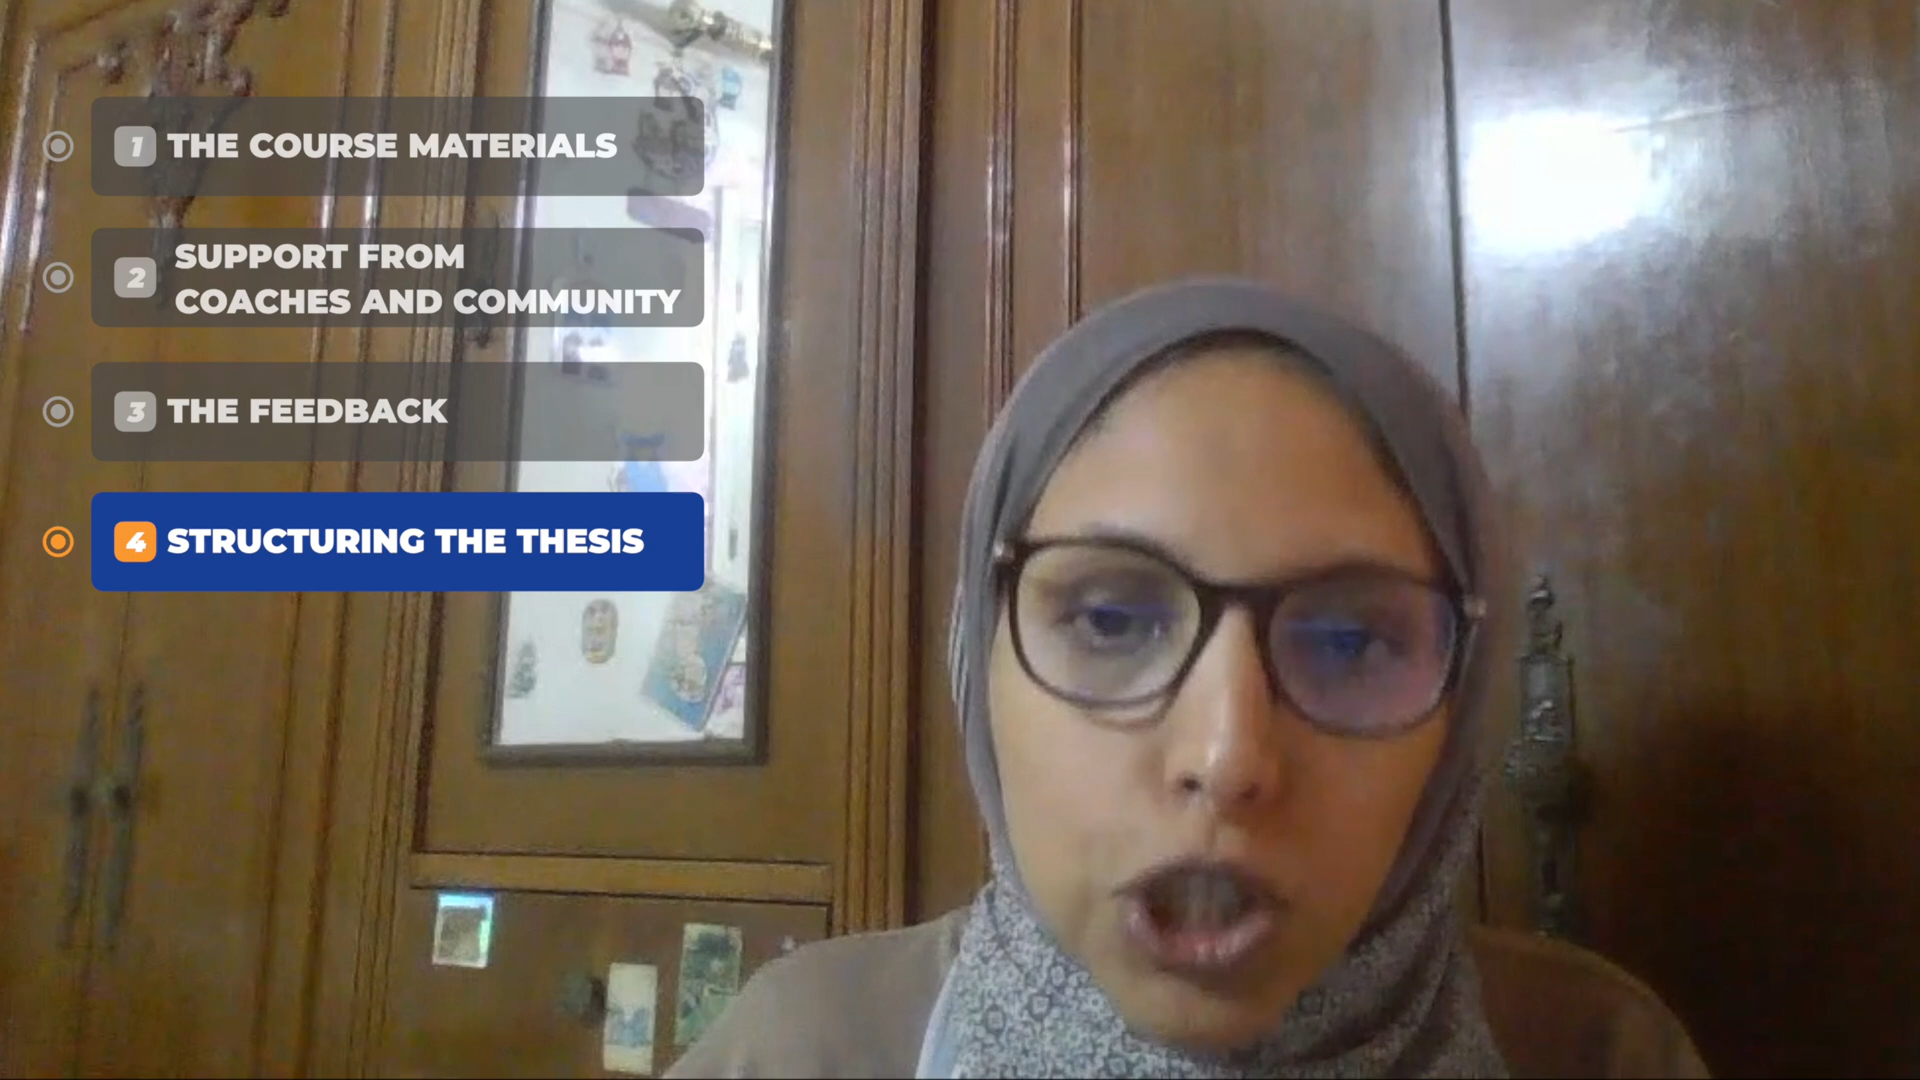 1 THE COURSE MATERIALS
2 SUPPORT FROM
COACHES AND COMMUNITY
3 THE FEEDBACK
4 STRUCTURING THE THESIS